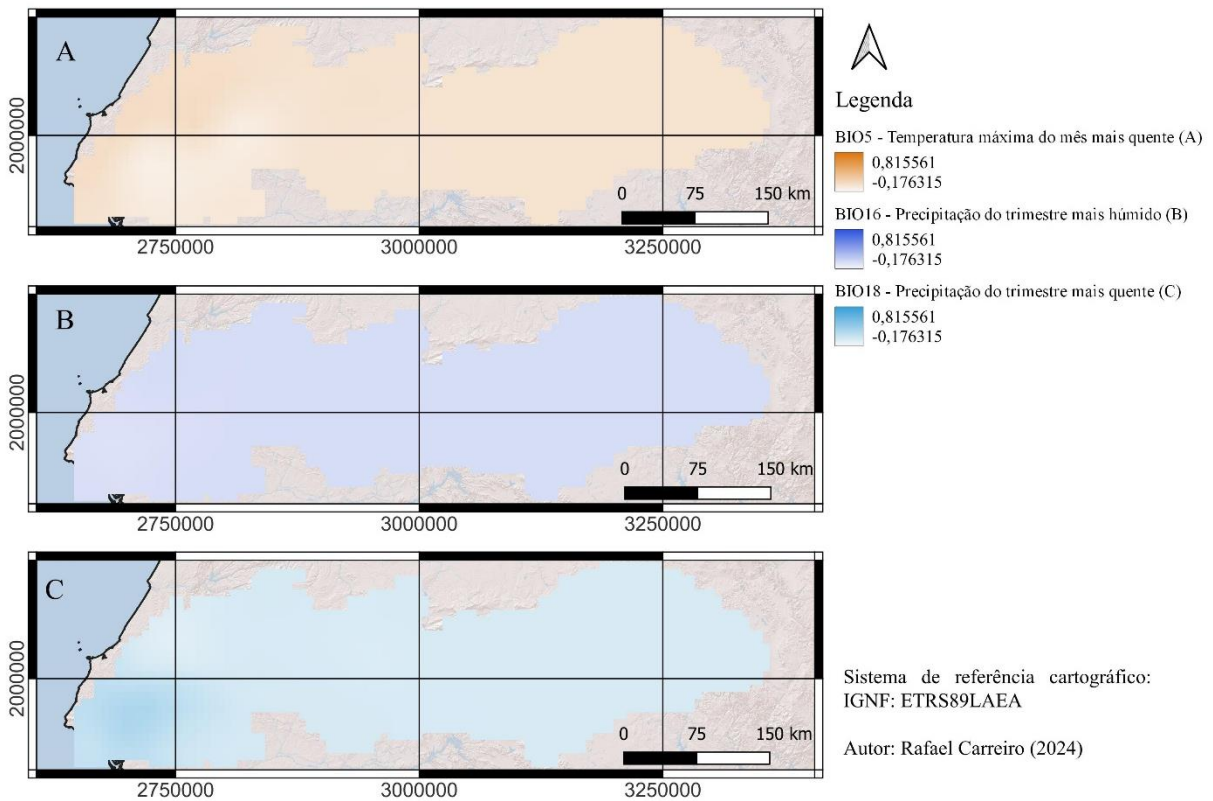 A
2000000
0 75 150 km
2750000 3000000 3250000
B
2000000
0 75 150 km
2750000 3000000 3250000
C
2000000
0 75 150 km
2750000 3000000 3250000
Legenda
BIO5 - Temperatura máxima do mês mais quente (A)
0,815561
-0,176315
BIO16 - Precipitação do trimestre mais húmido (B)
0,815561
-0,176315
BIO18 - Precipitação do trimestre mais quente (C)
0,815561
-0,176315
Sistema de referência cartográfico:
IGNF: ETRS89LAEA
Autor: Rafael Carreiro (2024)